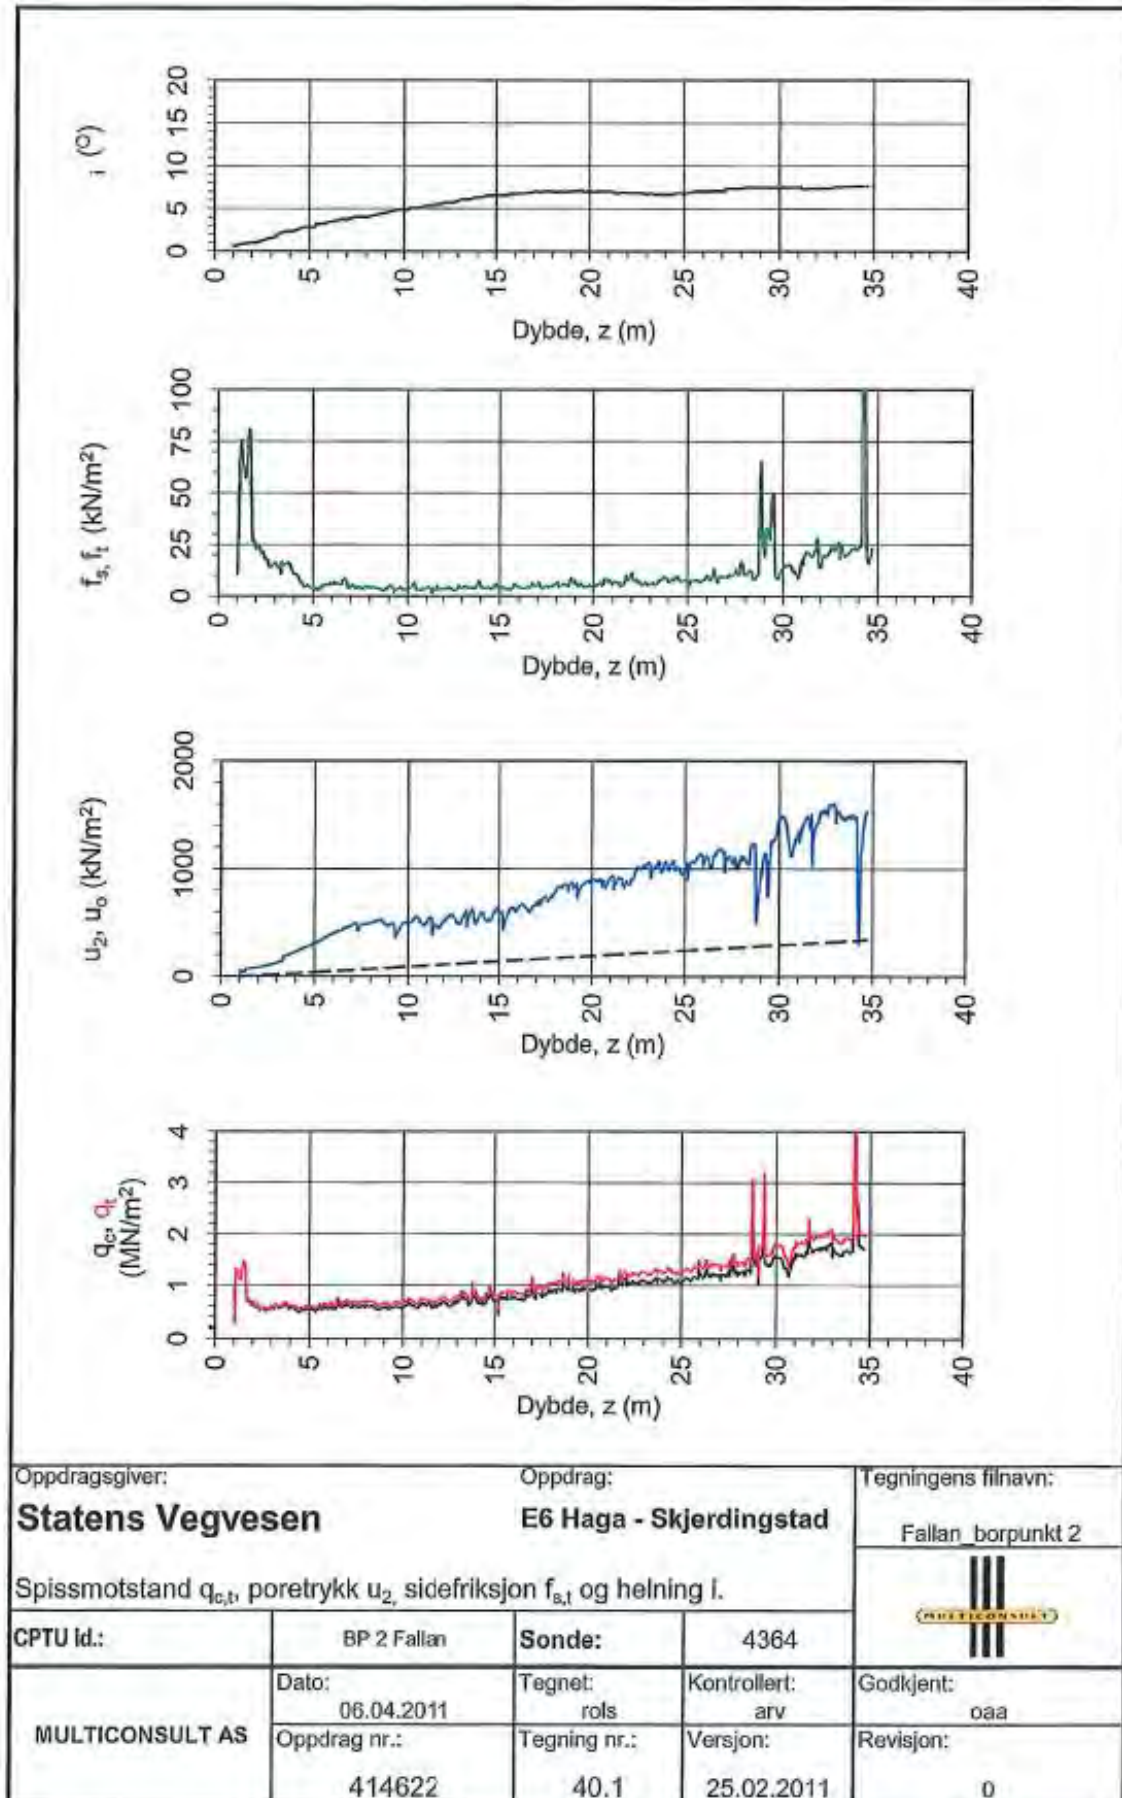 i (°)
0 5 10 15 20
0 5 10 15 20 25 30 35 40
Dybde, z (m)
fs, ft (kN/m²)
0 25 50 75 100
0 5 10 15 20 25 30 35 40
Dybde, z (m)
u2, uo (kN/m²)
0 1000 2000
0 5 10 15 20 25 30 35 40
Dybde, z (m)
qc, qt
(MN/m²)
0 1 2 3 4
0 5 10 15 20 25 30 35 40
Dybde, z (m)
Oppdragsgiver: Oppdrag: Tegningens filnavn:
Statens Vegvesen E6 Haga - Skjerdingstad
Fallan_borpunkt 2
Spissmotstand qc,t, poretrykk u2, sidefriksjon fs,t og helning i.
MULTICONSULT
CPTU Id.: BP 2 Fallan Sonde: 4364
Dato: Tegnet: Kontrollert: Godkjent:
06.04.2011 rols arv oaa
MULTICONSULT AS
Oppdrag nr.: Tegning nr.: Versjon: Revisjon:
414622 40.1 25.02.2011 0